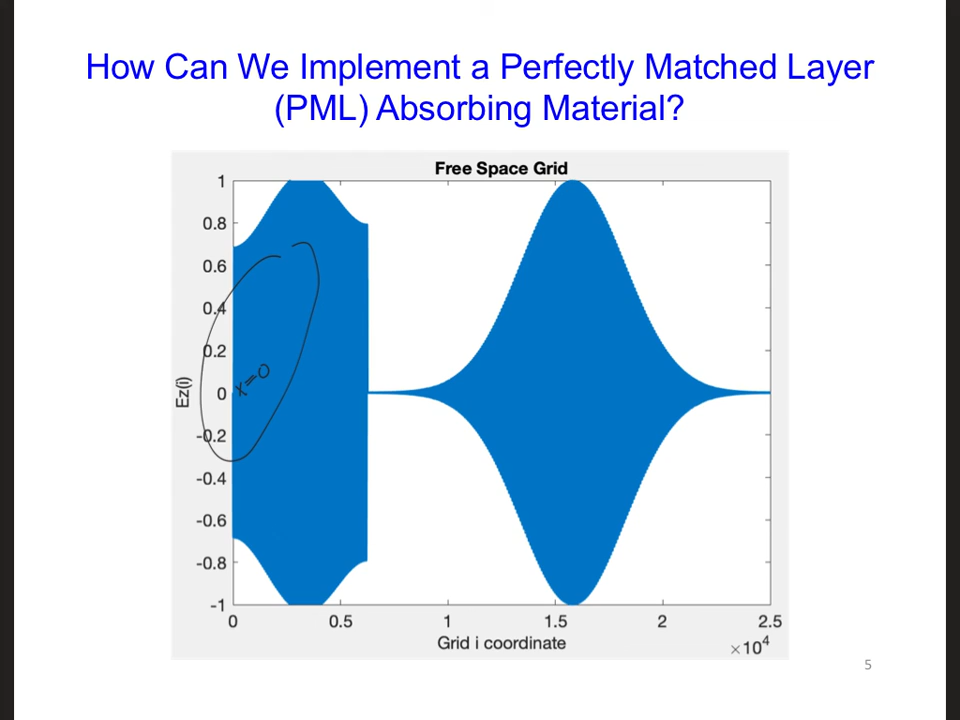 How Can We Implement a Perfectly Matched Layer
(PML) Absorbing Material?
Free Space Grid
1
0.8
0.6
0.4
0.2
0
-0.2
-0.4
-0.6
-0.8
-1
Ez(i)
x=0
0 0.5 1 1.5 2 2.5
Grid i coordinate
×10⁴
5